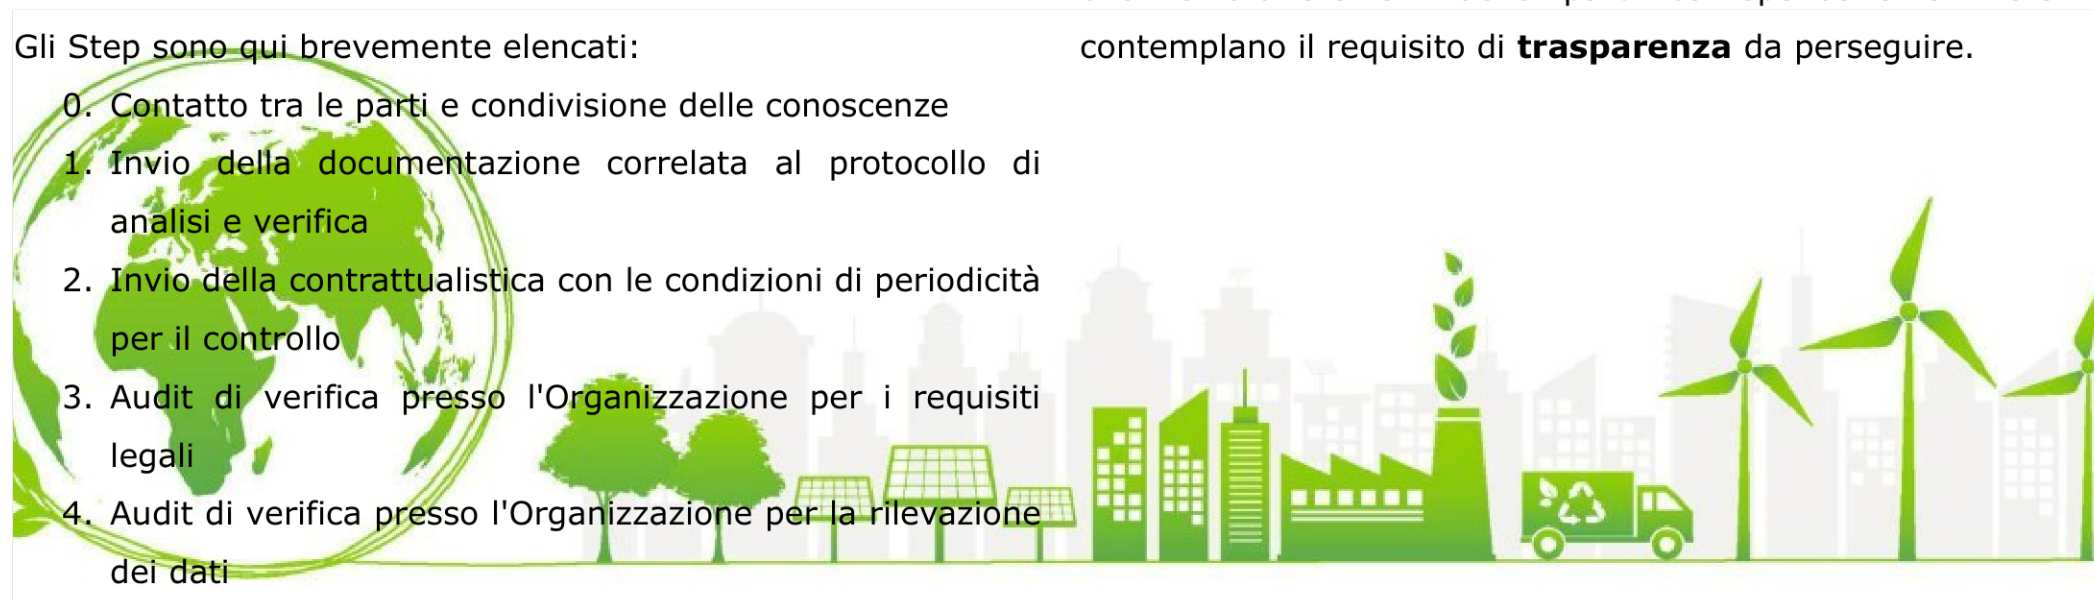 Gli Step sono qui brevemente elencati:
0. Contatto tra le parti e condivisione delle conoscenze
1. Invio della documentazione correlata al protocollo di
analisi e verifica
2. Invio della contrattualistica con le condizioni di periodicità
per il controllo
3. Audit di verifica presso l'Organizzazione per i requisiti
legali
4. Audit di verifica presso l'Organizzazione per la rilevazione
dei dati
contemplano il requisito di trasparenza da perseguire.